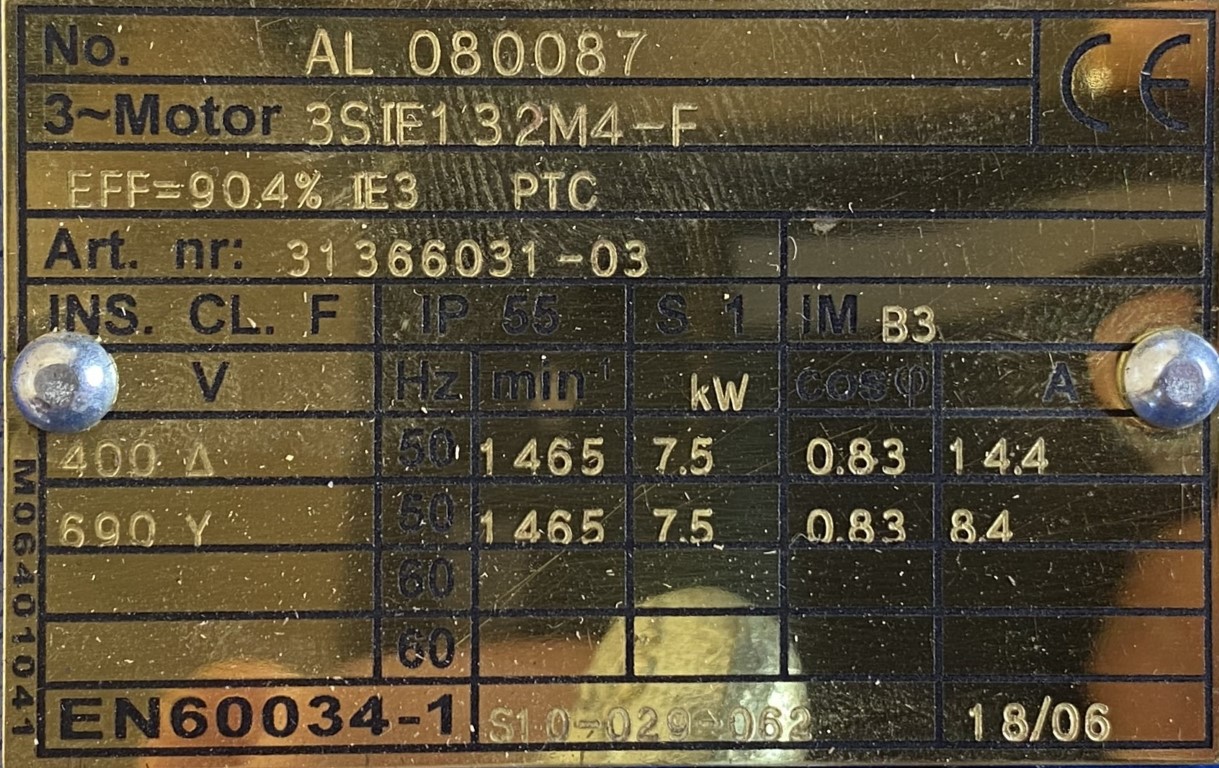 No. AL 080087 CE
3~Motor 3SIE132M4-F
EFF=90.4% IE3 PTC
Art. nr: 31366031-03
INS. CL. F IP 55 S 1 IM B3
V Hz min⁻¹ kW cosφ A
400 Δ 50 1465 7.5 0.83 14.4
690 Y 50 1465 7.5 0.83 8.4
60
60
EN60034-1 S10-029-062 18/06
M06401041